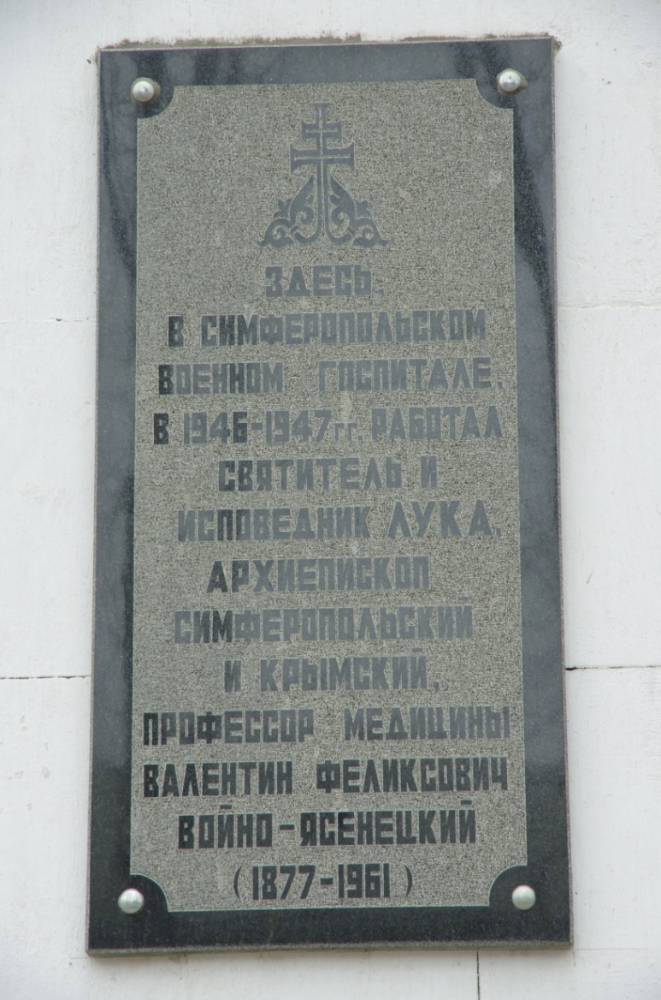 ЗДЕСЬ,
В СИМФЕРОПОЛЬСКОМ
ВОЕННОМ ГОСПИТАЛЕ,
В 1946-1947гг. РАБОТАЛ
СВЯТИТЕЛЬ И
ИСПОВЕДНИК ЛУКА,
АРХИЕПИСКОП
СИМФЕРОПОЛЬСКИЙ
И КРЫМСКИЙ,
ПРОФЕССОР МЕДИЦИНЫ
ВАЛЕНТИН ФЕЛИКСОВИЧ
ВОЙНО-ЯСЕНЕЦКИЙ
(1877-1961)